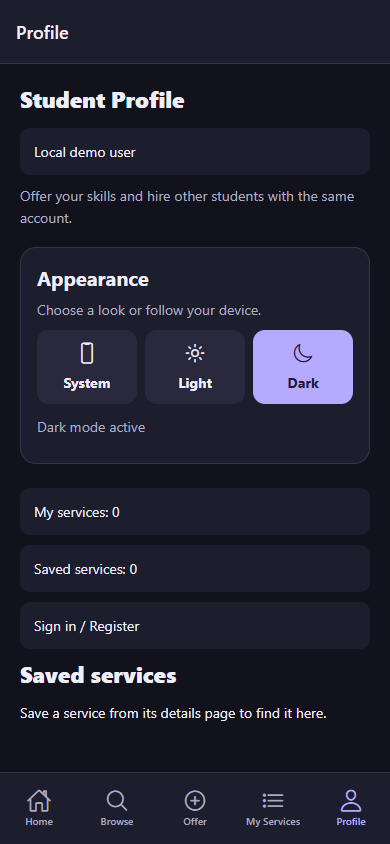 Profile
Student Profile
Local demo user
Offer your skills and hire other students with the same
account.
Appearance
Choose a look or follow your device.
System
Light
Dark
Dark mode active
My services: 0
Saved services: 0
Sign in / Register
Saved services
Save a service from its details page to find it here.
Home
Browse
Offer
My Services
Profile